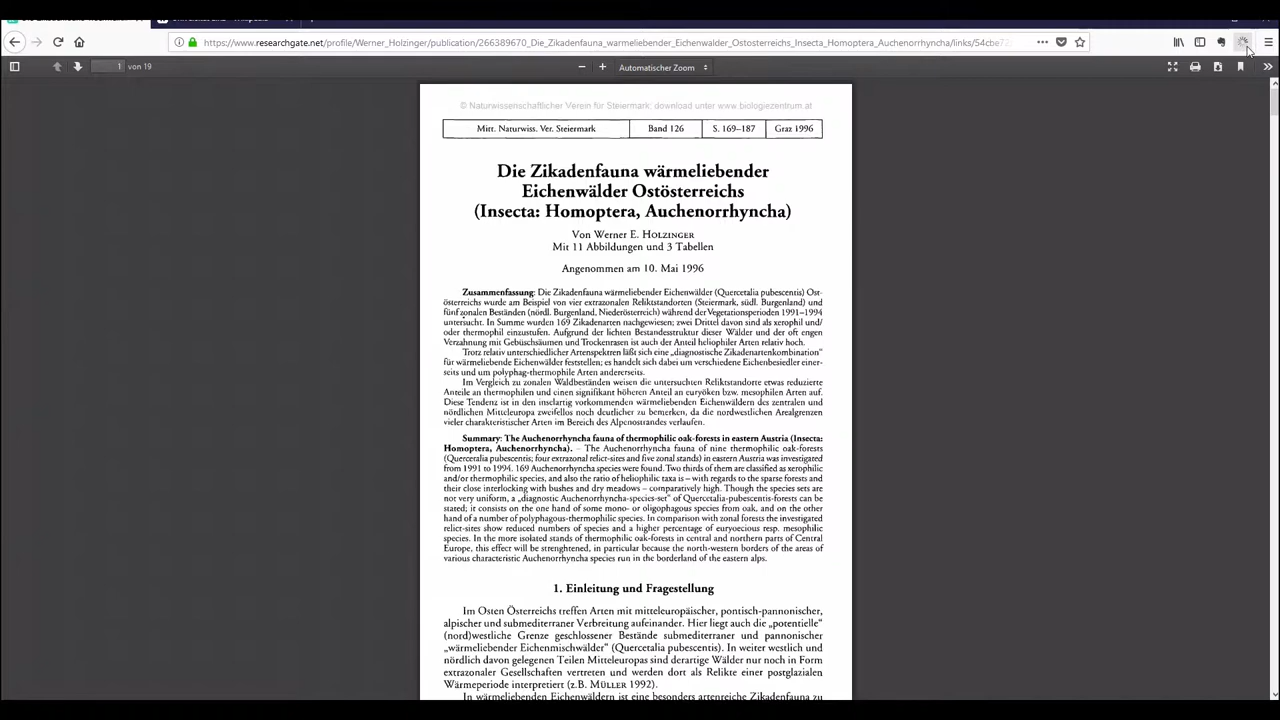 https://www.researchgate.net/profile/Werner_Holzinger/publication/266389670_Die_Zikadenfauna_warmeliebender_Eichenwalder_Ostosterreichs_Insecta_Homoptera_Auchenorrhyncha/links/54cbe72
1 von 19
Automatischer Zoom
© Naturwissenschaftlicher Verein für Steiermark; download unter www.biologiezentrum.at
Mitt. Naturwiss. Ver. Steiermark Band 126 S. 169–187 Graz 1996
Die Zikadenfauna wärmeliebender
Eichenwälder Ostösterreichs
(Insecta: Homoptera, Auchenorrhyncha)
Von Werner E. HOLZINGER
Mit 11 Abbildungen und 3 Tabellen
Angenommen am 10. Mai 1996
Zusammenfassung: Die Zikadenfauna wärmeliebender Eichenwälder (Quercetalia pubescentis) Ost-
österreichs wurde am Beispiel von vier extrazonalen Reliktstandorten (Steiermark, südl. Burgenland) und
fünf zonalen Beständen (nördl. Burgenland, Niederösterreich) während der Vegetationsperioden 1991–1994
untersucht. In Summe wurden 169 Zikadenarten nachgewiesen; zwei Drittel davon sind als xerophil und/
oder thermophil einzustufen. Aufgrund der lichten Bestandesstruktur dieser Wälder und der oft engen
Verzahnung mit Gebüschsäumen und Trockenrasen ist auch der Anteil heliophiler Arten relativ hoch.
Trotz relativ unterschiedlicher Artenspektren läßt sich eine „diagnostische Zikadenartenkombination“
für wärmeliebende Eichenwälder feststellen; es handelt sich dabei um verschiedene Eichenbesiedler einer-
seits und um polyphag-thermophile Arten andererseits.
Im Vergleich zu zonalen Waldbeständen weisen die untersuchten Reliktstandorte etwas reduzierte
Anteile an thermophilen und einen signifikant höheren Anteil an euryöken bzw. mesophilen Arten auf.
Diese Tendenz ist in den inselartig vorkommenden wärmeliebenden Eichenwäldern des zentralen und
nördlichen Mitteleuropa zweifellos noch deutlicher zu bemerken, da die nordwestlichen Arealgrenzen
vieler charakteristischer Arten im Bereich des Alpenostrandes verlaufen.
Summary: The Auchenorrhyncha fauna of thermophilic oak-forests in eastern Austria (Insecta:
Homoptera, Auchenorrhyncha). – The Auchenorrhyncha fauna of nine thermophilic oak-forests
(Quercetalia pubescentis; four extrazonal relict-sites and five zonal stands) in eastern Austria was investigated
from 1991 to 1994. 169 Auchenorrhyncha species were found. Two thirds of them are classified as xerophilic
and/or thermophilic species, and also the ratio of heliophilic taxa is – with regards to the sparse forests and
their close interlocking with bushes and dry meadows – comparatively high. Though the species sets are
not very uniform, a „diagnostic Auchenorrhyncha-species-set“ of Quercetalia-pubescentis-forests can be
stated; it consists on the one hand of some mono- or oligophagous species from oak, and on the other
hand of a number of polyphagous-thermophilic species. In comparison with zonal forests the investigated
relict-sites show reduced numbers of species and a higher percentage of euryoecious resp. mesophilic
species. In the more isolated stands of thermophilic oak-forests in central and northern parts of Central
Europe, this effect will be strenghtened, in particular because the north-western borders of the areas of
various characteristic Auchenorrhyncha species run in the borderland of the eastern alps.
1. Einleitung und Fragestellung
Im Osten Österreichs treffen Arten mit mitteleuropäischer, pontisch-pannonischer,
alpischer und submediterraner Verbreitung aufeinander. Hier liegt auch die „potentielle“
(nord)westliche Grenze geschlossener Bestände submediterraner und pannonischer
„wärmeliebender Eichenmischwälder“ (Quercetalia pubescentis). In weiter westlich und
nördlich davon gelegenen Teilen Mitteleuropas sind derartige Wälder nur noch in Form
extrazonaler Gesellschaften vertreten und werden dort als Relikte einer postglazialen
Wärmeperiode interpretiert (z.B. MÜLLER 1992).
In wärmeliebenden Eichenwäldern ist eine besonders artenreiche Zikadenfauna zu